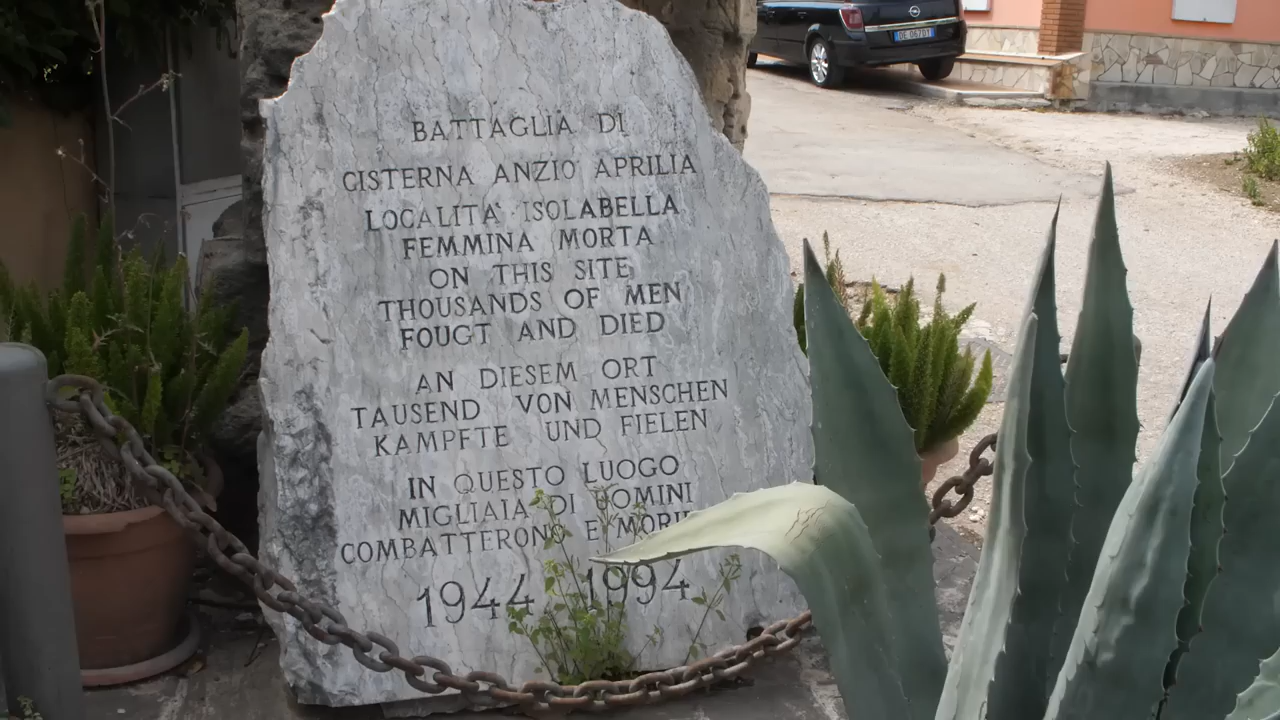 BATTAGLIA DI
CISTERNA ANZIO APRILIA
LOCALITA' ISOLABELLA
FEMMINA MORTA
ON THIS SITE
THOUSANDS OF MEN
FOUGT AND DIED
AN DIESEM ORT
TAUSEND VON MENSCHEN
KAMPFTE UND FIELEN
IN QUESTO LUOGO
MIGLIAIA DI UOMINI
COMBATTERONO E
1944 1994